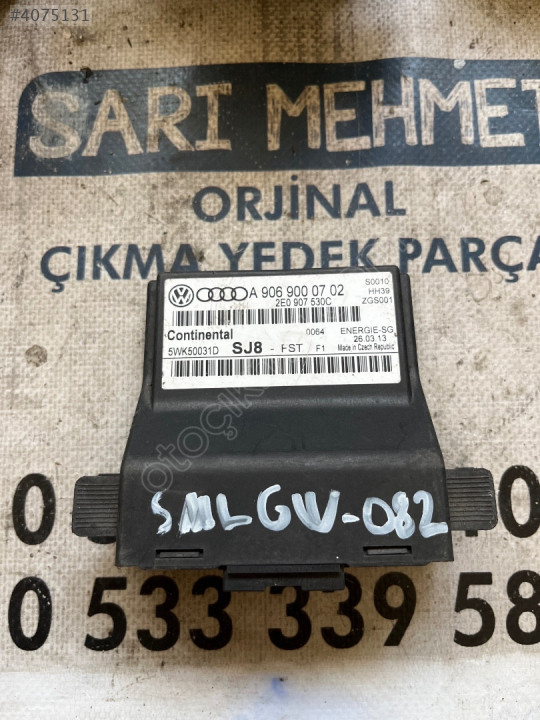 #4075131
SARI MEHMET
ORJİNAL
ÇIKMA YEDEK PARÇA
A 906 900 07 02
2E0 907 530C
S0010
HH39
ZGS001
Continental
0064
ENERGIE-SG
26.03.13
5WK50031D SJ8 - FST F1 Made in Czech Republic
SMLGW-082
0
0 533 339 58